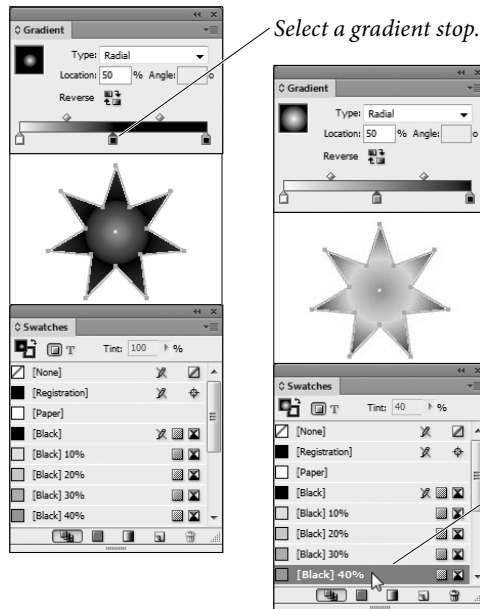 Select a gradient stop.
Gradient
Type: Radial
Location: 50 % Angle: °
Reverse
Swatches
T Tint: 100 %
[None]
[Registration]
[Paper]
[Black]
[Black] 10%
[Black] 20%
[Black] 30%
[Black] 40%
Gradient
Type: Radial
Location: 50 % Angle: °
Reverse
Swatches
T Tint: 40 %
[None]
[Registration]
[Paper]
[Black]
[Black] 10%
[Black] 20%
[Black] 30%
[Black] 40%